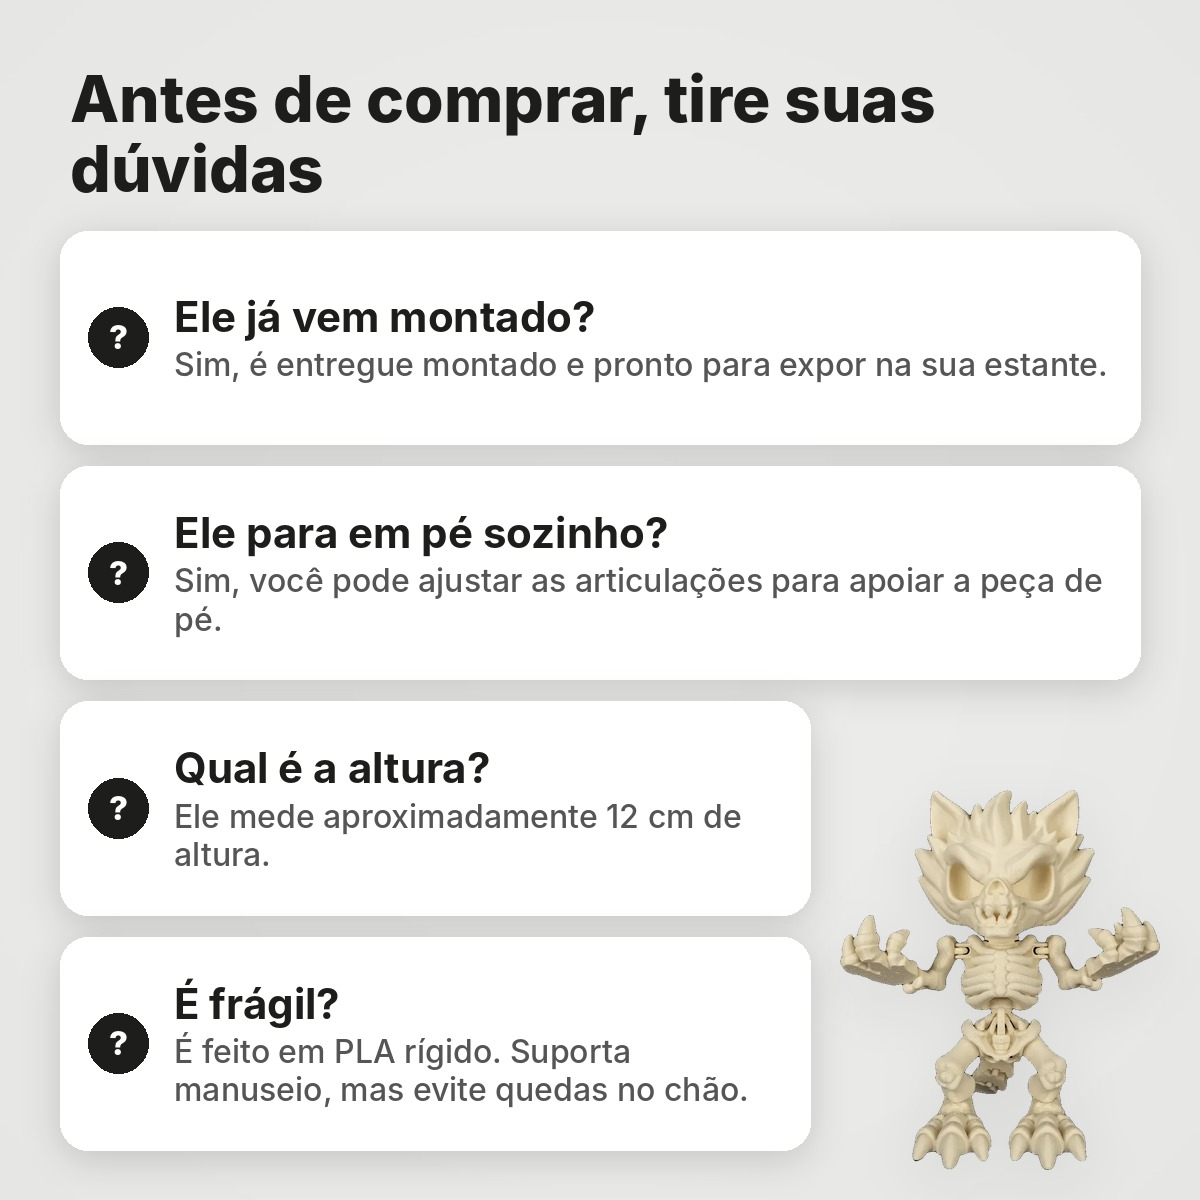 Antes de comprar, tire suas
dúvidas
?
Ele já vem montado?
Sim, é entregue montado e pronto para expor na sua estante.
?
Ele para em pé sozinho?
Sim, você pode ajustar as articulações para apoiar a peça de
pé.
?
Qual é a altura?
Ele mede aproximadamente 12 cm de
altura.
?
É frágil?
É feito em PLA rígido. Suporta
manuseio, mas evite quedas no chão.